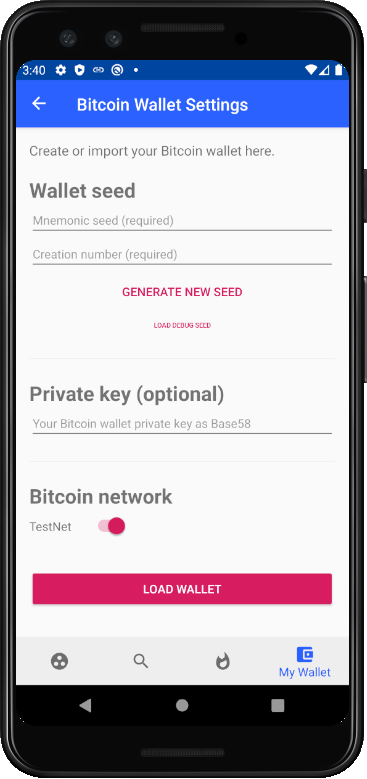 3:40
Bitcoin Wallet Settings
Create or import your Bitcoin wallet here.
Wallet seed
Mnemonic seed (required)
Creation number (required)
GENERATE NEW SEED
LOAD DEBUG SEED
Private key (optional)
Your Bitcoin wallet private key as Base58
Bitcoin network
TestNet
LOAD WALLET
My Wallet